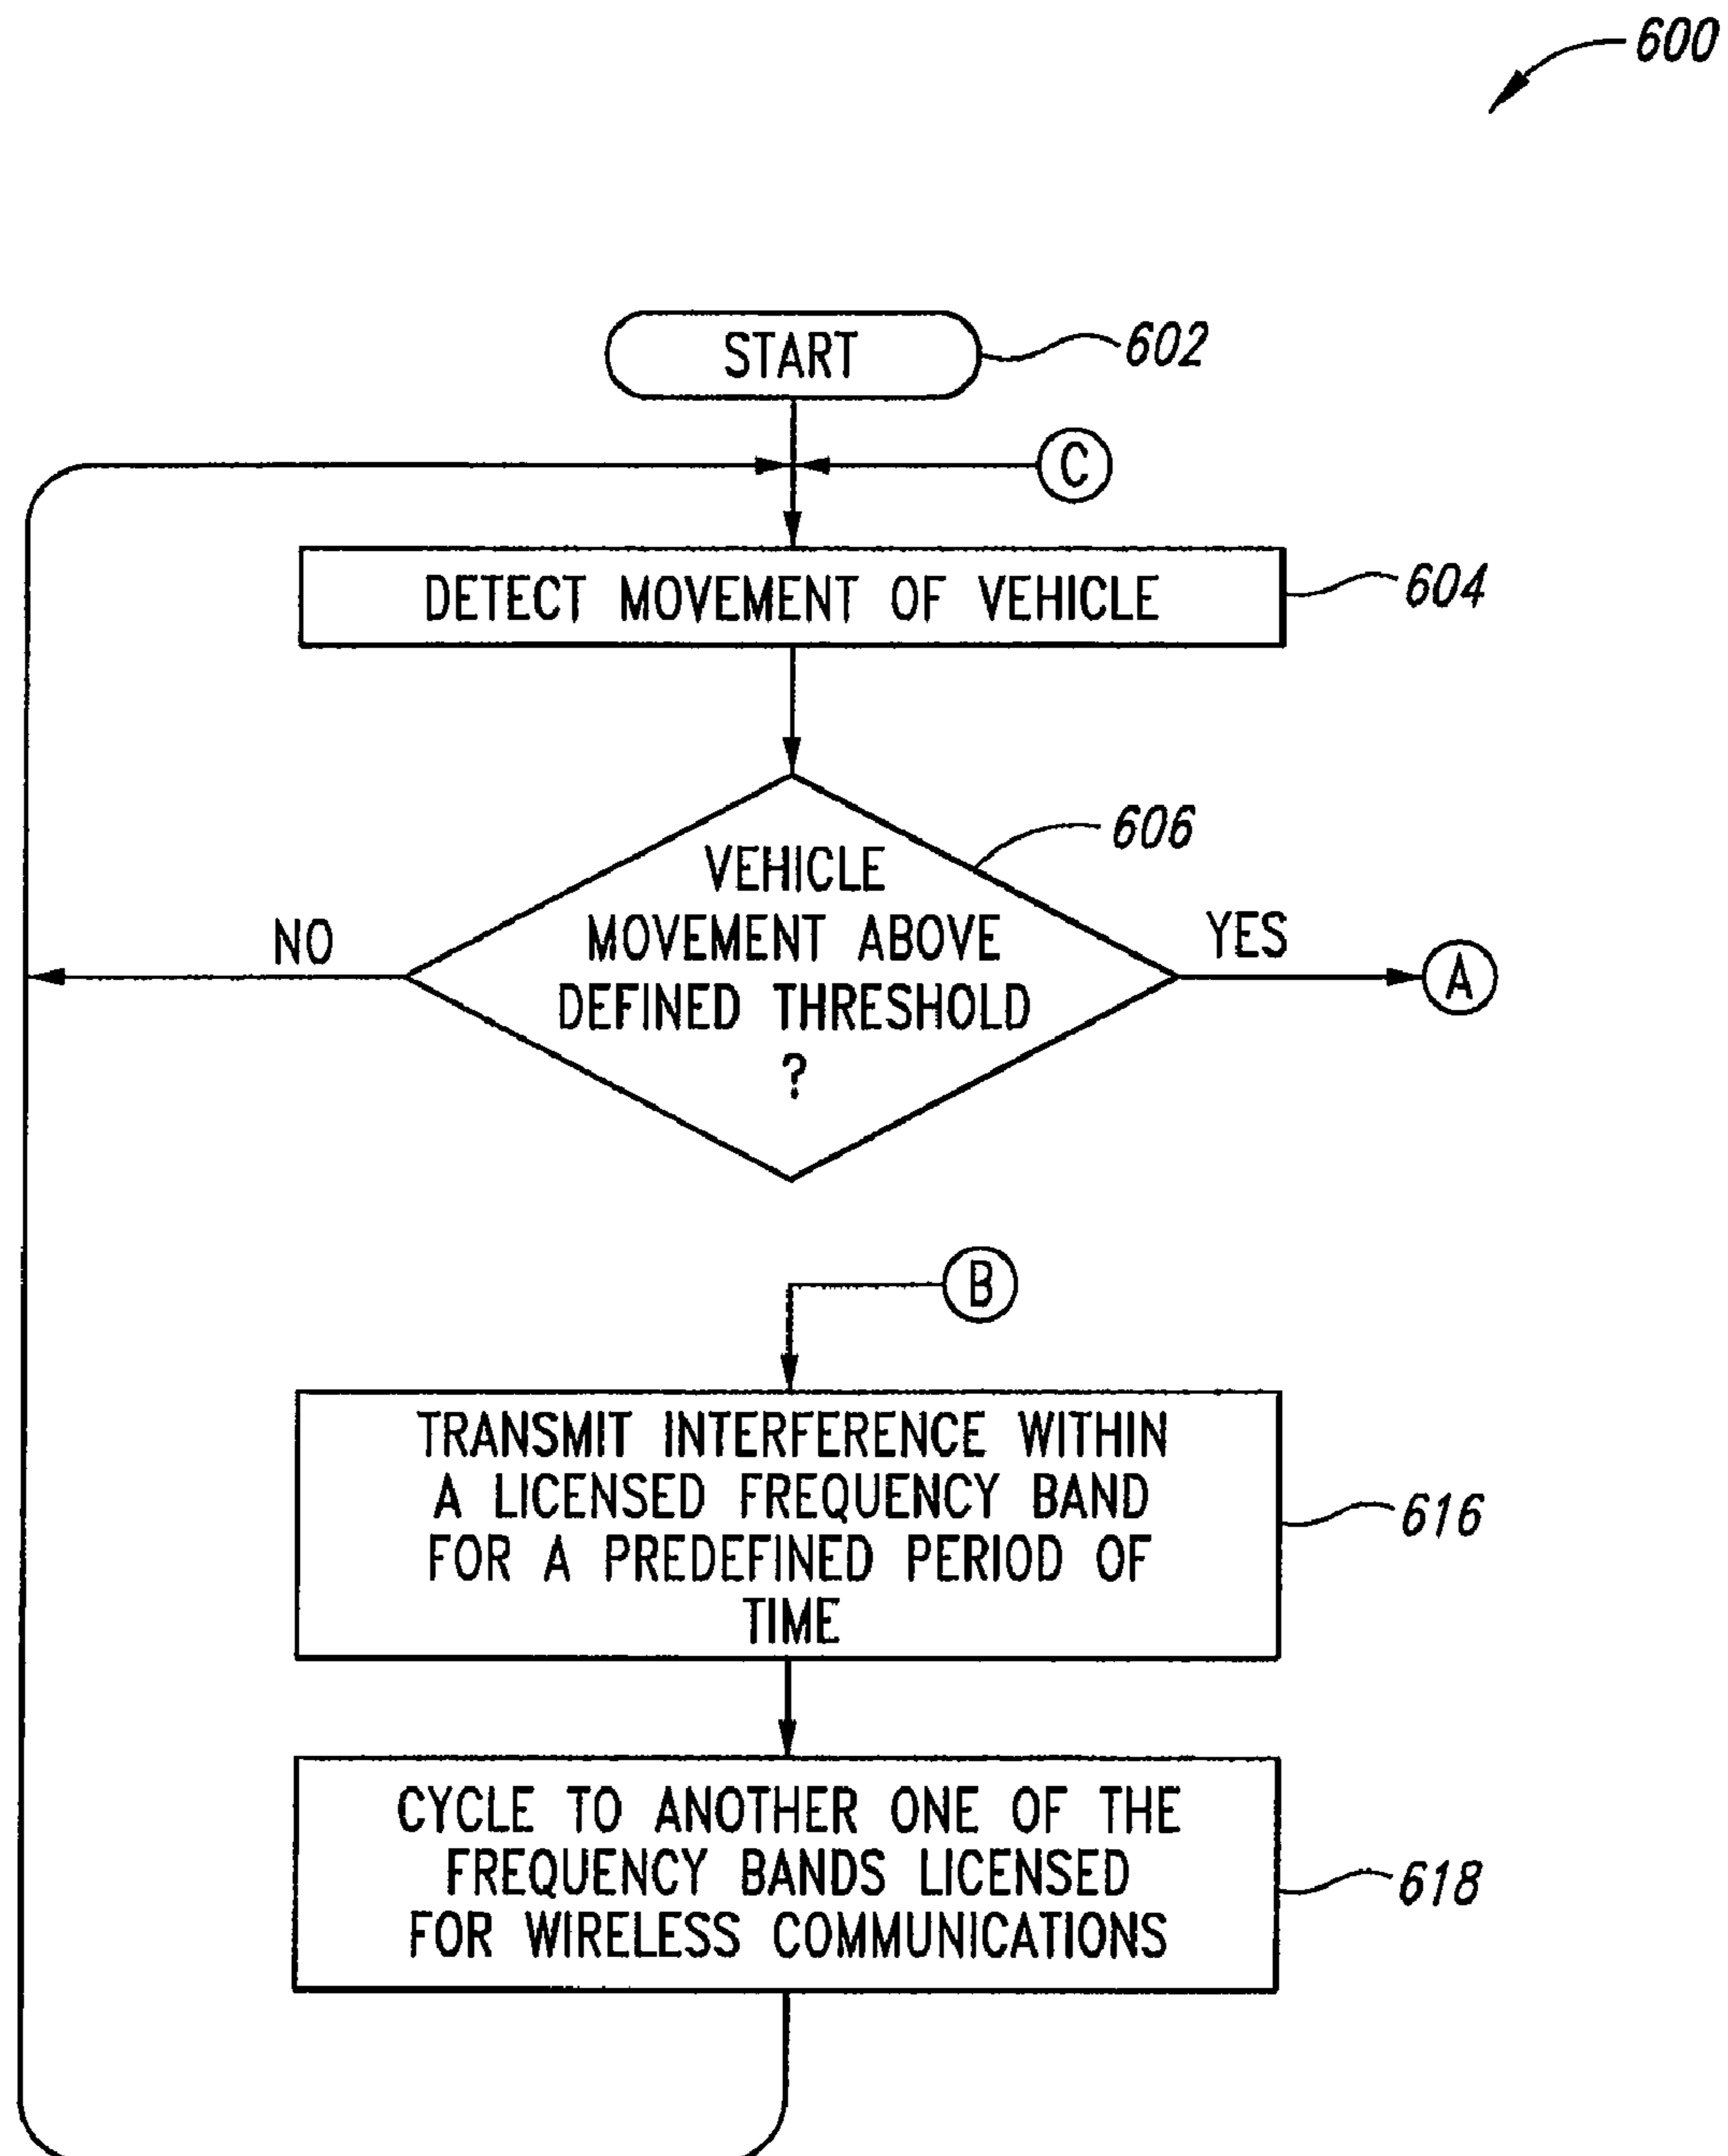 600
START
602
C
DETECT MOVEMENT OF VEHICLE
604
606
VEHICLE
MOVEMENT ABOVE
DEFINED THRESHOLD
?
NO
YES
A
B
TRANSMIT INTERFERENCE WITHIN
A LICENSED FREQUENCY BAND
FOR A PREDEFINED PERIOD OF
TIME
616
CYCLE TO ANOTHER ONE OF THE
FREQUENCY BANDS LICENSED
FOR WIRELESS COMMUNICATIONS
618